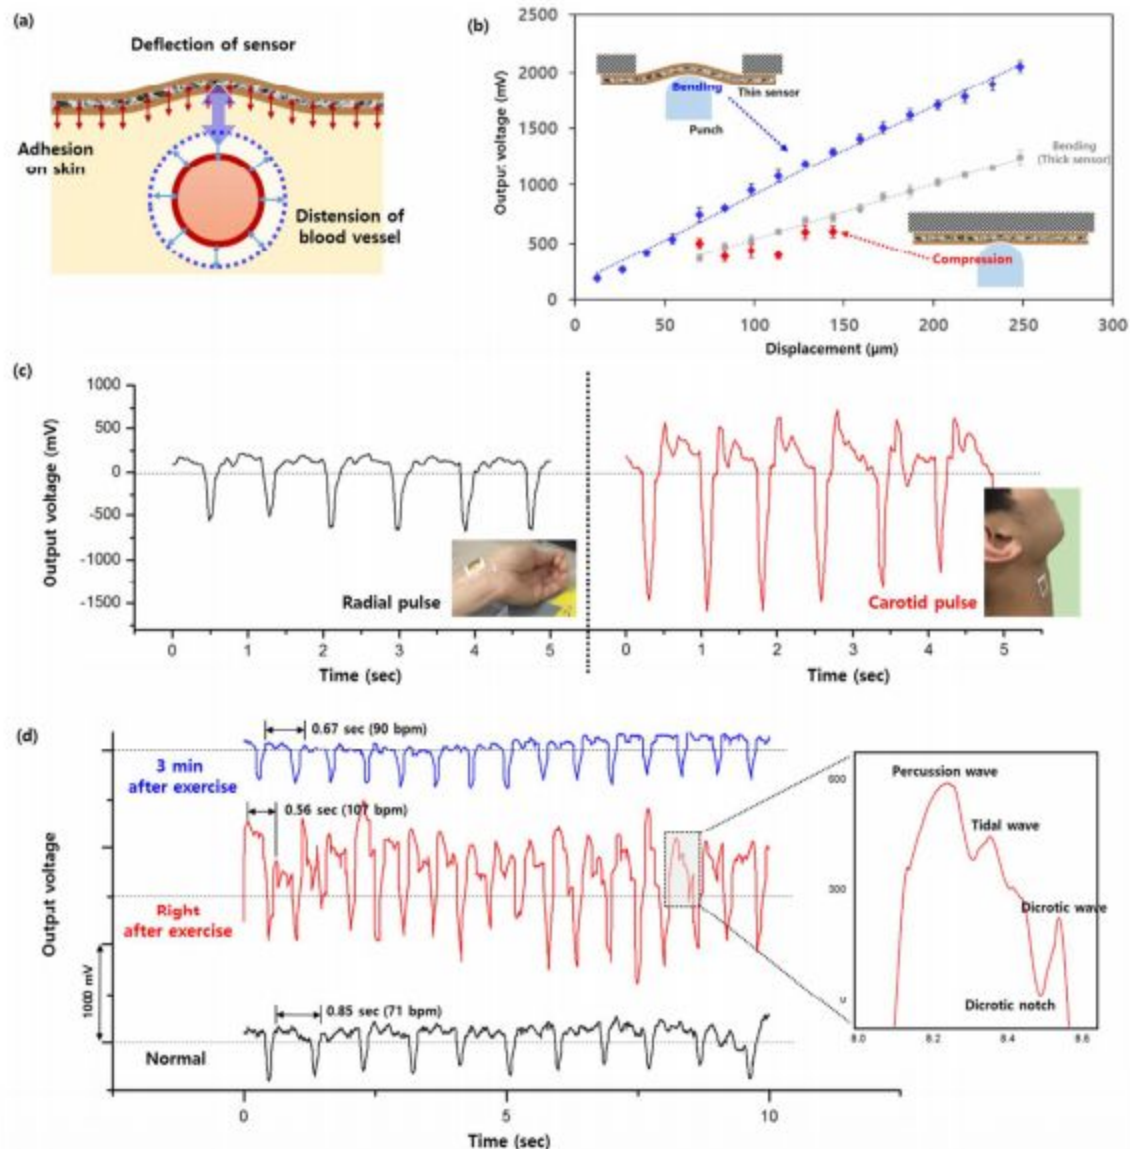 (a)
Deflection of sensor
Adhesion
on skin
Distension of
blood vessel
(b)
Output voltage (mV)
2500
2000
1500
1000
500
0
Bending
Thin sensor
Punch
Bending
(Thick sensor)
Compression
0 50 100 150 200 250 300
Displacement (μm)
(c)
Output voltage (mV)
1000
500
0
-500
-1000
-1500
Radial pulse
Carotid pulse
0 1 2 3 4 5
0 1 2 3 4 5
Time (sec)
Time (sec)
(d)
Output voltage
0.67 sec (90 bpm)
3 min
after exercise
0.56 sec (107 bpm)
Right
after exercise
1000 mV
0.85 sec (71 bpm)
Normal
0 5 10
Time (sec)
Percussion wave
Tidal wave
Dicrotic wave
Dicrotic notch
600
300
8.0 8.2 8.4 8.6